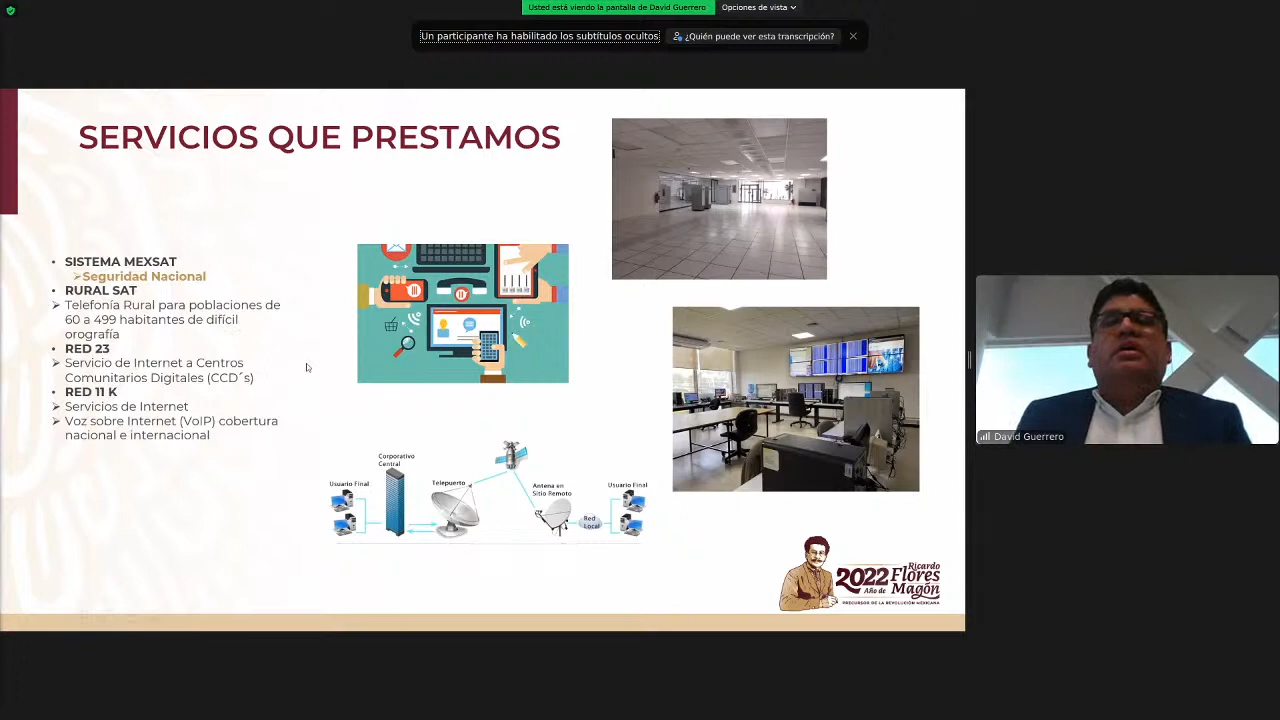 Usted está viendo la pantalla de David Guerrero
Opciones de vista
Un participante ha habilitado los subtítulos ocultos
¿Quién puede ver esta transcripción?
SERVICIOS QUE PRESTAMOS
• SISTEMA MEXSAT
➢Seguridad Nacional
• RURAL SAT
➢ Telefonía Rural para poblaciones de
60 a 499 habitantes de difícil
orografía
• RED 23
➢ Servicio de Internet a Centros
Comunitarios Digitales (CCD´s)
• RED 11 K
➢ Servicios de Internet
➢ Voz sobre Internet (VoIP) cobertura
nacional e internacional
Usuario Final
Corporativo
Central
Telepuerto
Antena en
Sitio Remoto
Red
Local
Usuario Final
2022 Ricardo
Flores
Año de Magón
PRECURSOR DE LA REVOLUCIÓN MEXICANA
David Guerrero